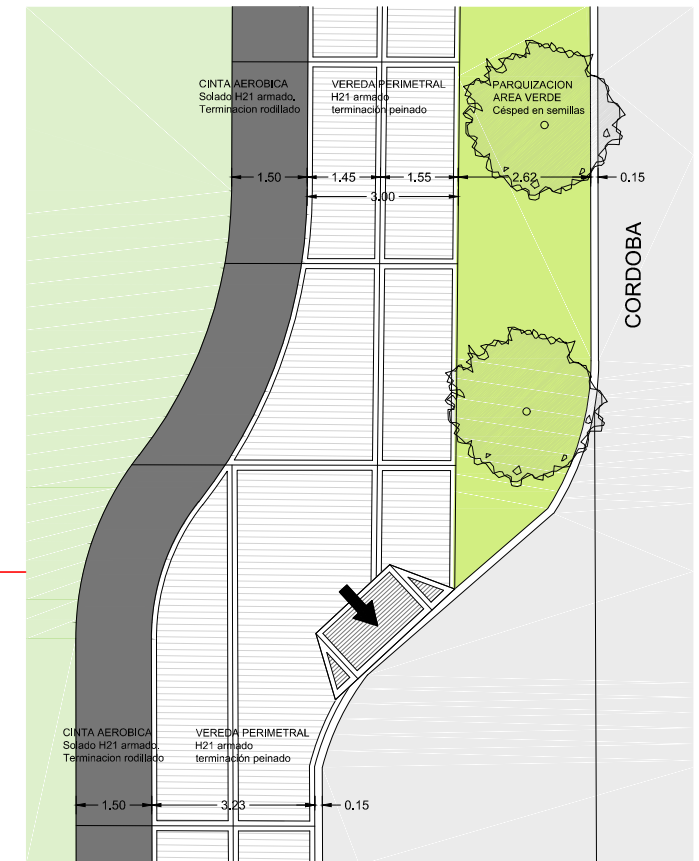 CINTA AEROBICA
Solado H21 armado.
Terminacion rodillado
VEREDA PERIMETRAL
H21 armado
terminación peinado
PARQUIZACION
AREA VERDE
Césped en semillas
1.50
1.45
1.55
2.62
0.15
3.00
CORDOBA
CINTA AEROBICA
Solado H21 armado.
Terminacion rodillado
VEREDA PERIMETRAL
H21 armado
terminación peinado
1.50
3.23
0.15